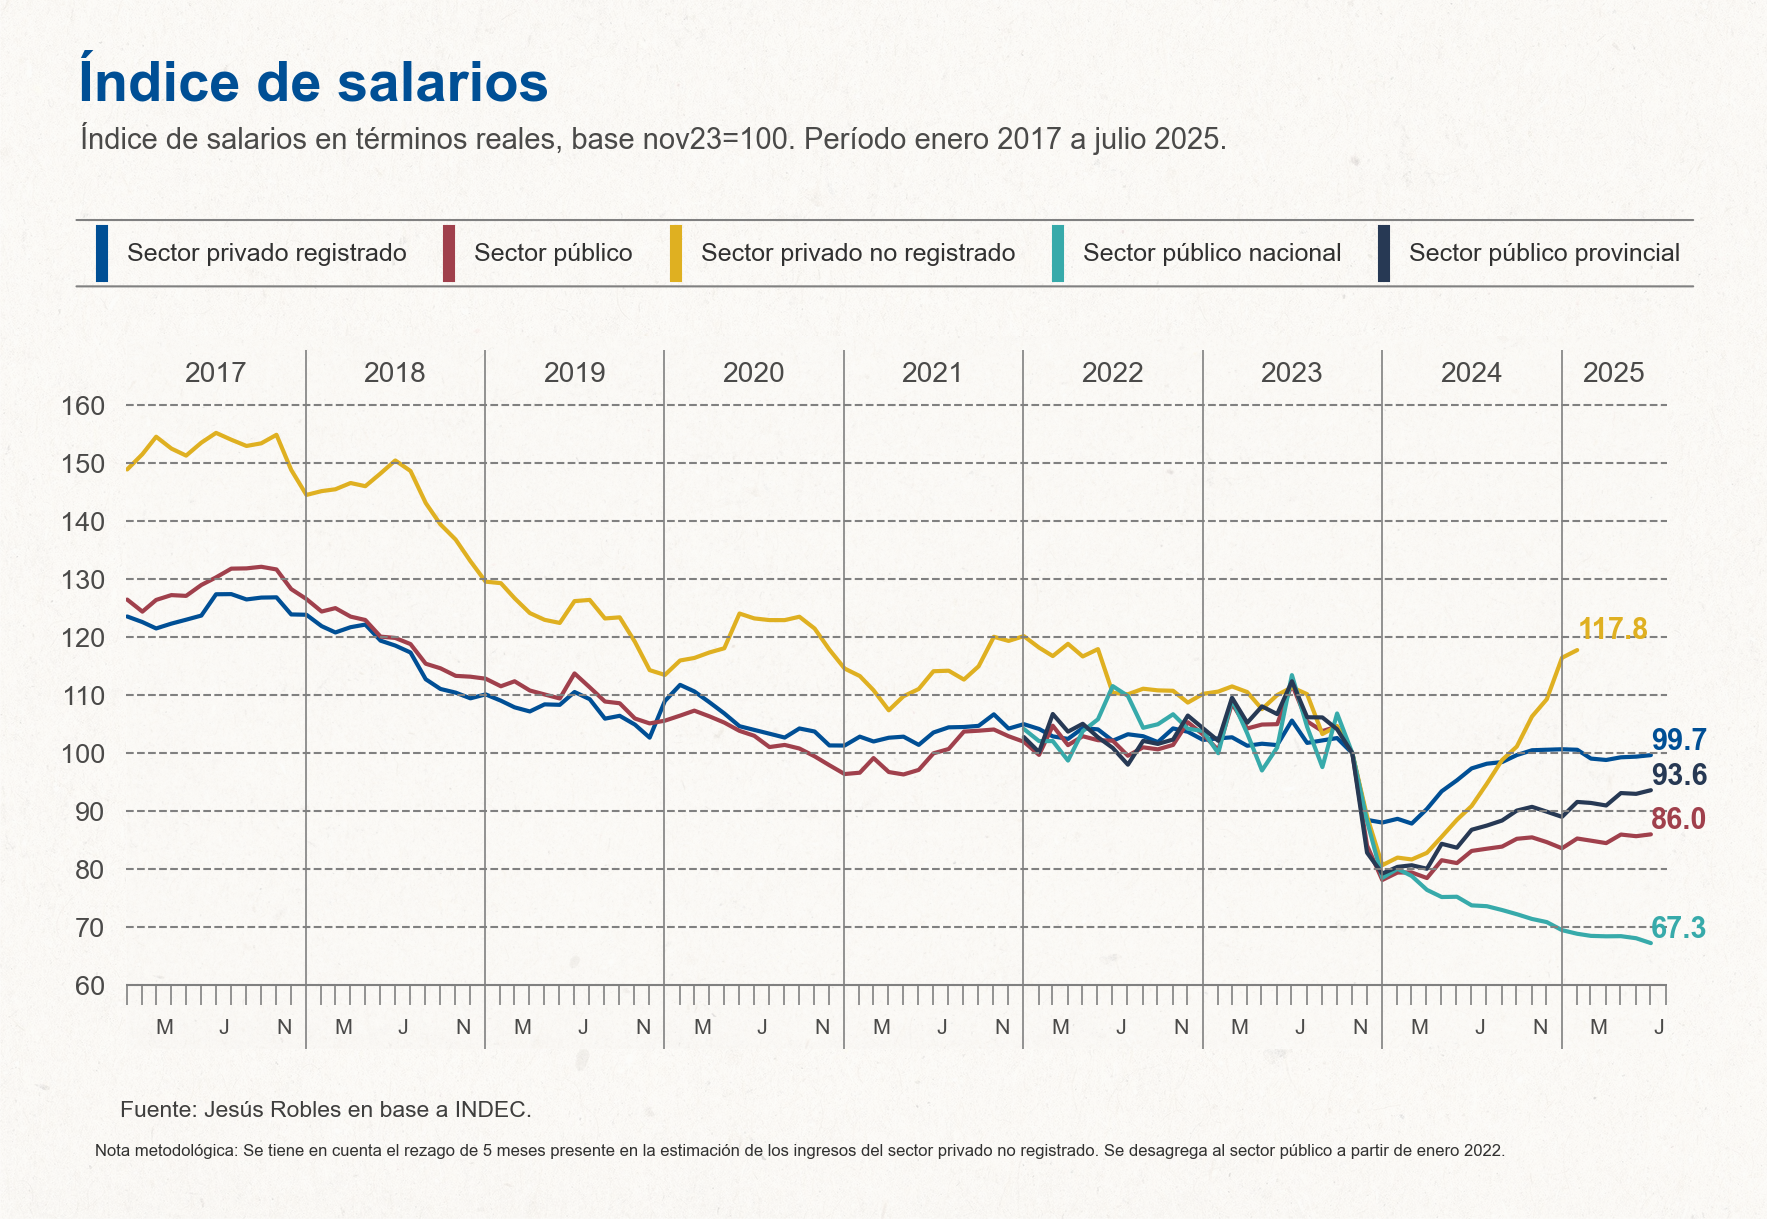 Índice de salarios
Índice de salarios en términos reales, base nov23=100. Período enero 2017 a julio 2025.
Sector privado registrado Sector público Sector privado no registrado Sector público nacional Sector público provincial
2017 2018 2019 2020 2021 2022 2023 2024 2025
160
150
140
130
120
110
100
90
80
70
60
117.8
99.7
93.6
86.0
67.3
M J N M J N M J N M J N M J N M J N M J N M J N M J
Fuente: Jesús Robles en base a INDEC.
Nota metodológica: Se tiene en cuenta el rezago de 5 meses presente en la estimación de los ingresos del sector privado no registrado. Se desagrega al sector público a partir de enero 2022.